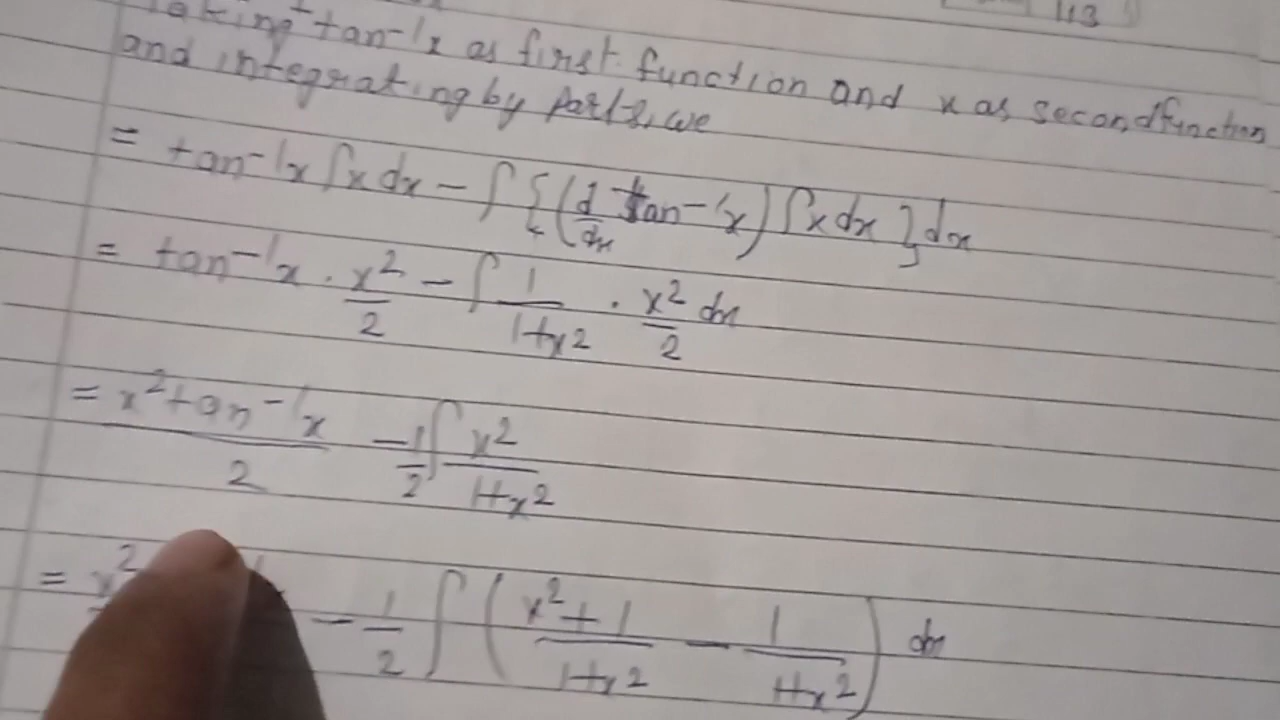 113
Taking tan⁻¹x as first function and x as second function
and integrating by parts, we
= tan⁻¹x ∫x dx − ∫ {(d/dx tan⁻¹x) ∫x dx } dx
= tan⁻¹x . x²/2 − ∫ 1/1+x² . x²/2 dx
= x² tan⁻¹x/2 − 1/2 ∫ x²/1+x²
= x² − 1/2 ∫ (x²+1/1+x² − 1/1+x²) dx